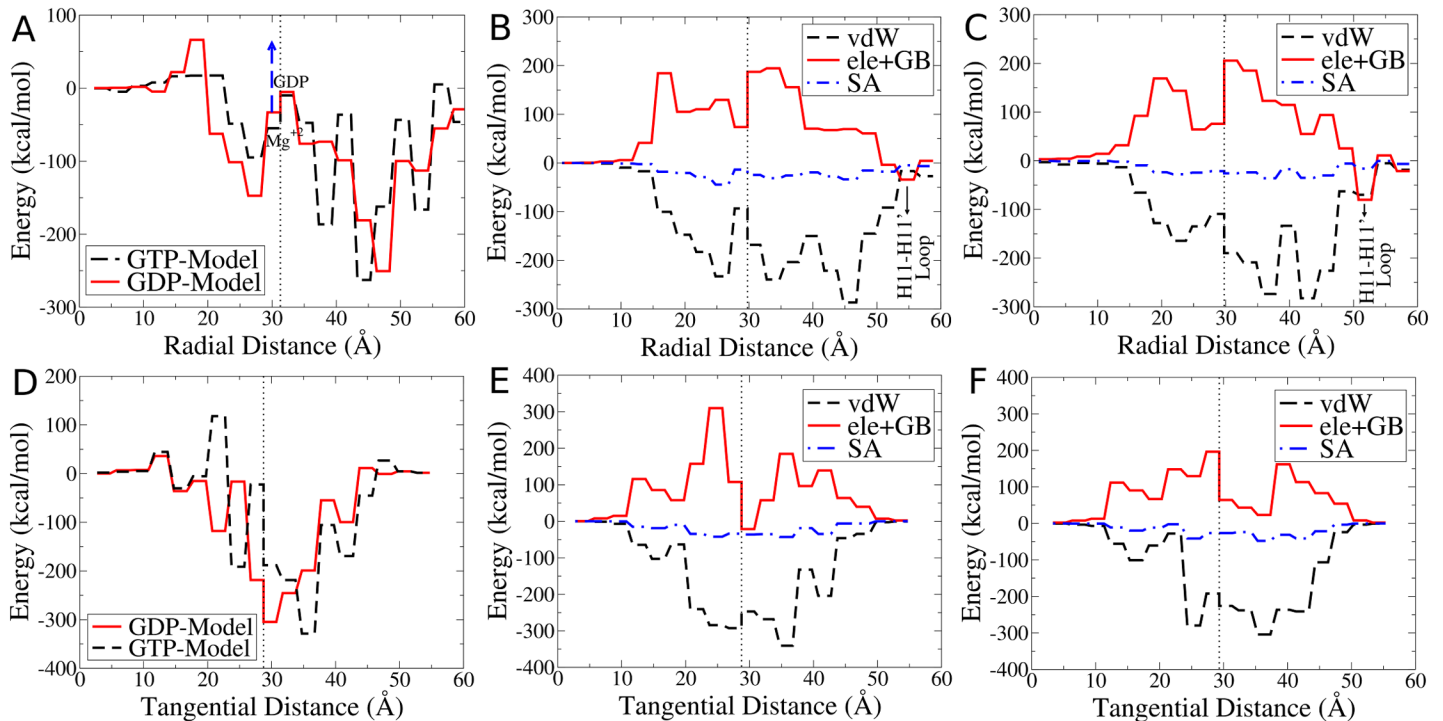 A
100
0
-100
-200
-300
Energy (kcal/mol)
GDP
Mg+2
GTP-Model
GDP-Model
0 10 20 30 40 50 60
Radial Distance (Å)
B
300
200
100
0
-100
-200
-300
Energy (kcal/mol)
vdW
ele+GB
SA
H11-H11'
Loop
0 10 20 30 40 50 60
Radial Distance (Å)
C
300
200
100
0
-100
-200
-300
Energy (kcal/mol)
vdW
ele+GB
SA
H11-H11'
Loop
0 10 20 30 40 50 60
Radial Distance (Å)
D
200
100
0
-100
-200
-300
-400
Energy (kcal/mol)
GDP-Model
GTP-Model
0 10 20 30 40 50 60
Tangential Distance (Å)
E
400
300
200
100
0
-100
-200
-300
-400
Energy (kcal/mol)
vdW
ele+GB
SA
0 10 20 30 40 50 60
Tangential Distance (Å)
F
400
300
200
100
0
-100
-200
-300
-400
Energy (kcal/mol)
vdW
ele+GB
SA
0 10 20 30 40 50 60
Tangential Distance (Å)